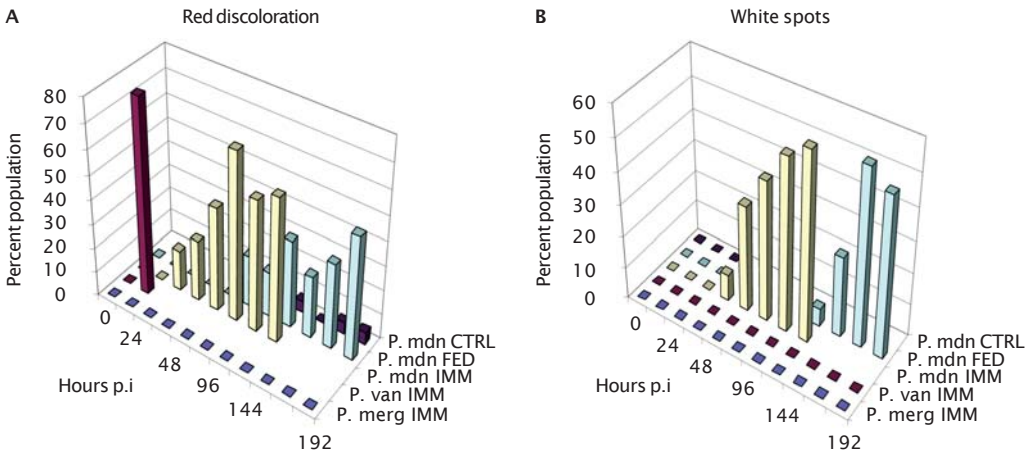 A
Red discoloration
Percent population
80
70
60
50
40
30
20
10
0
0
24
48
96
144
192
Hours p.i
P. mdn CTRL
P. mdn FED
P. mdn IMM
P. van IMM
P. merg IMM
B
White spots
Percent population
60
50
40
30
20
10
0
0
24
48
96
144
192
Hours p.i
P. mdn CTRL
P. mdn FED
P. mdn IMM
P. van IMM
P. merg IMM